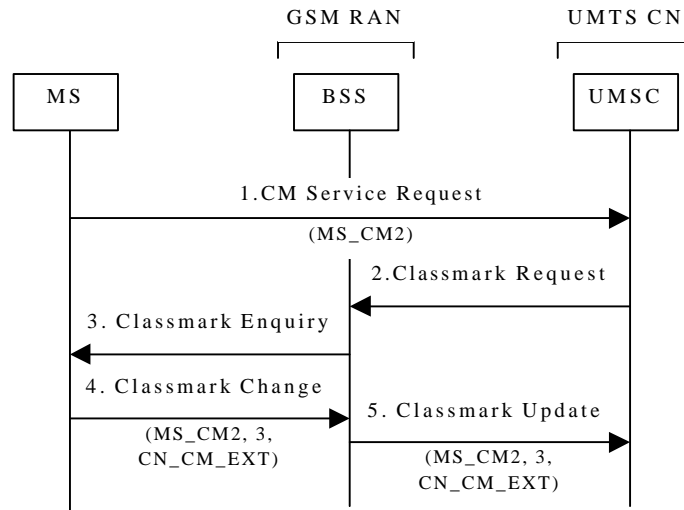 GSM RAN
UMTS CN
MS
BSS
UMSC
1.CM Service Request
(MS_CM2)
2.Classmark Request
3. Classmark Enquiry
4. Classmark Change
(MS_CM2, 3,
CN_CM_EXT)
5. Classmark Update
(MS_CM2, 3,
CN_CM_EXT)